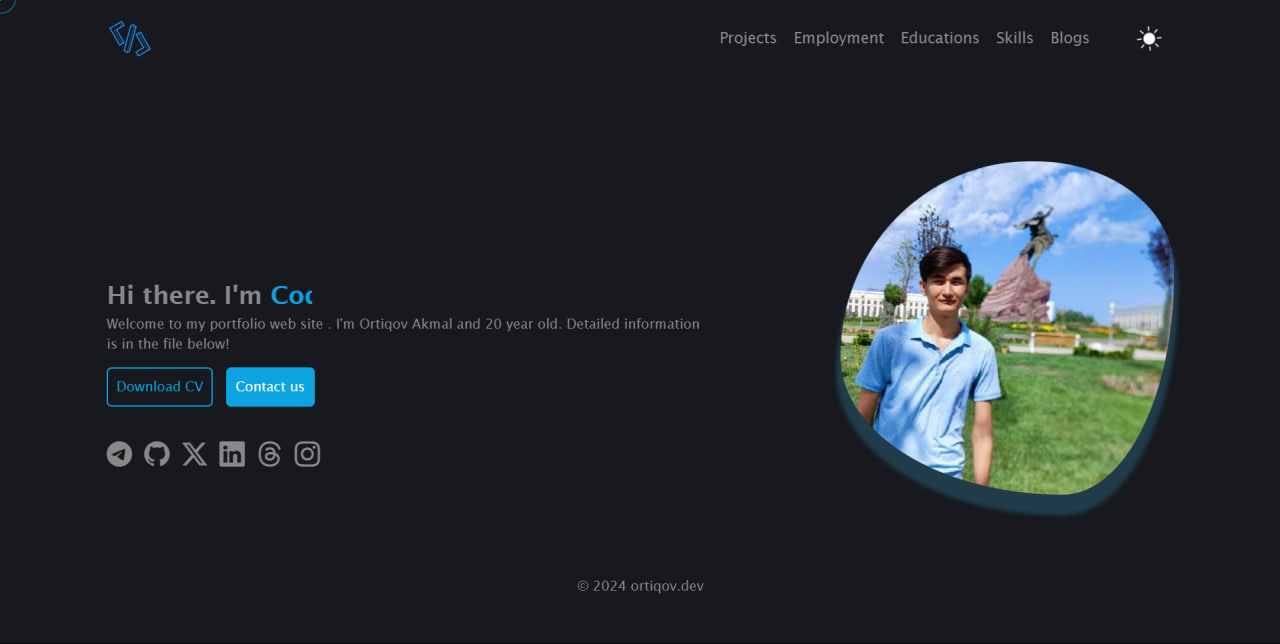 Projects Employment Educations Skills Blogs
Hi there. I'm Coc
Welcome to my portfolio web site . I'm Ortiqov Akmal and 20 year old. Detailed information
is in the file below!
Download CV Contact us
© 2024 ortiqov.dev